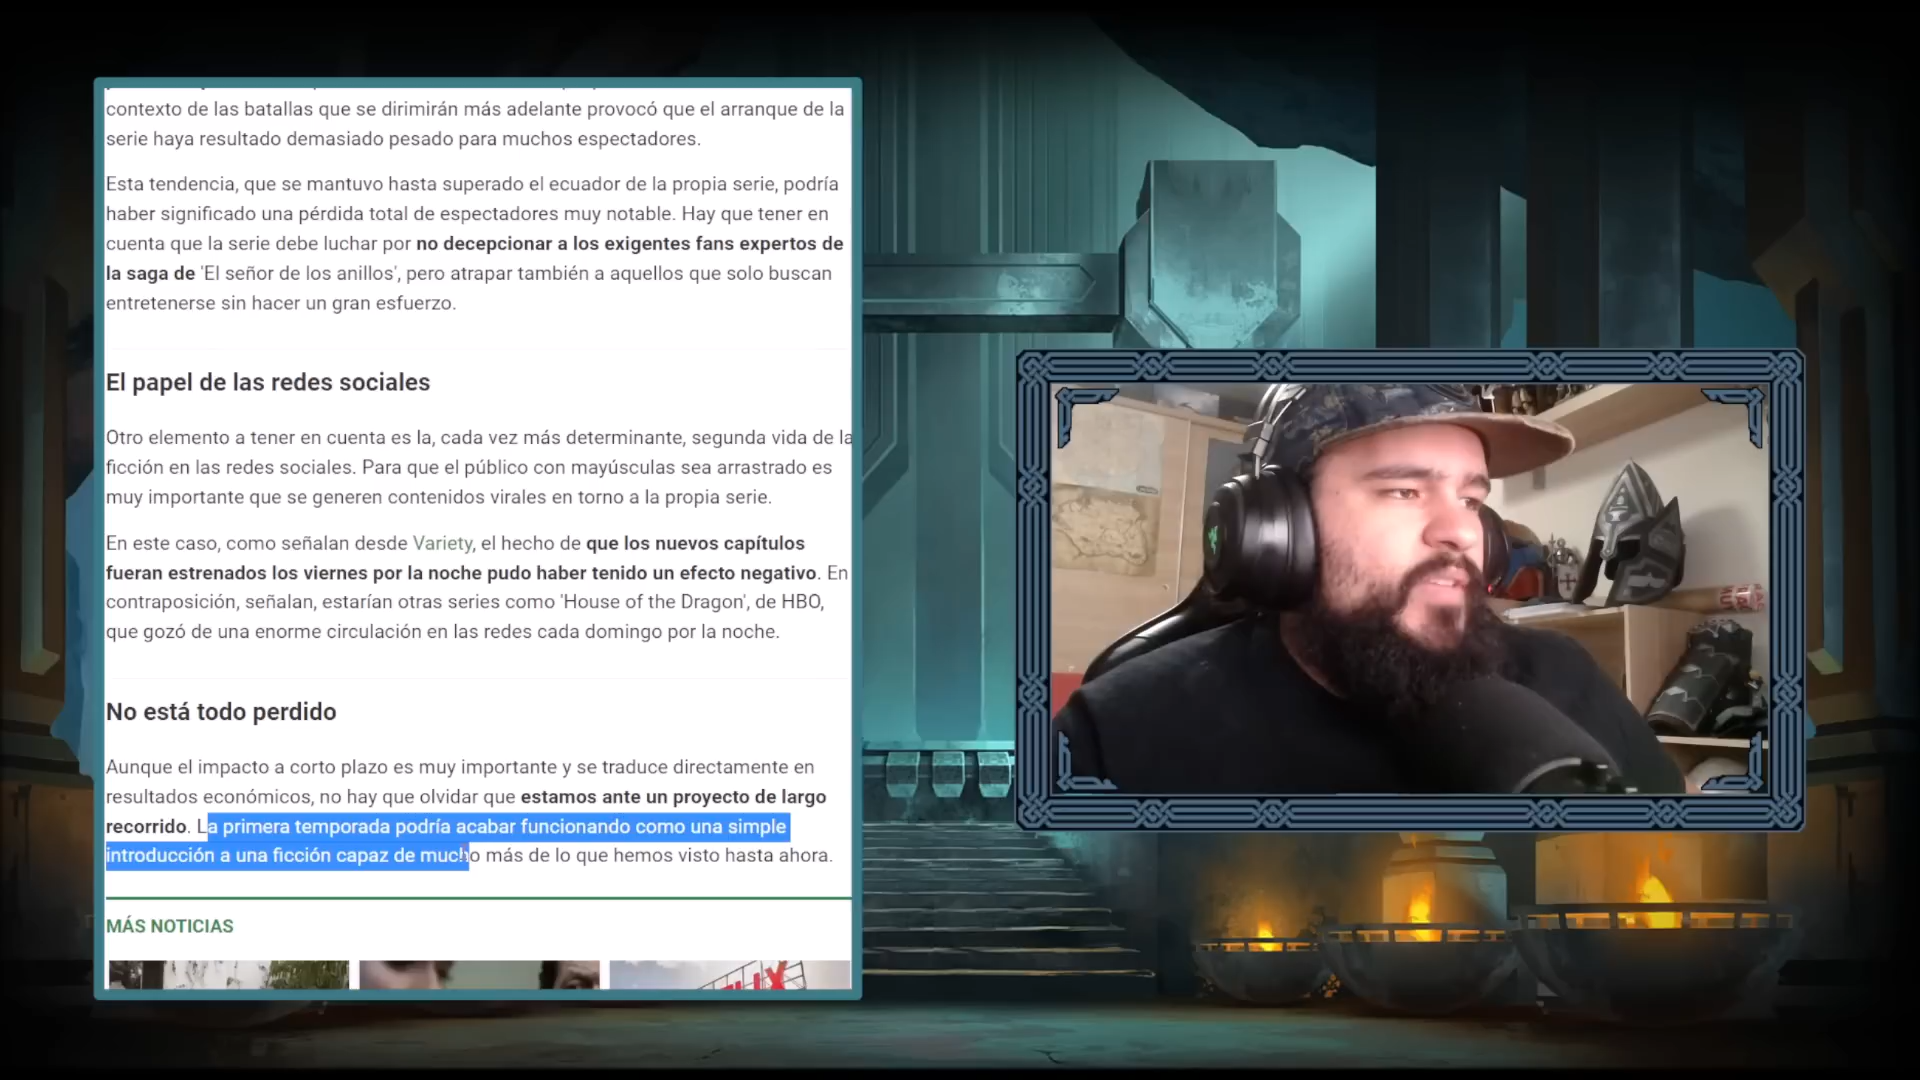 contexto de las batallas que se dirimirán más adelante provocó que el arranque de la
serie haya resultado demasiado pesado para muchos espectadores.
Esta tendencia, que se mantuvo hasta superado el ecuador de la propia serie, podría
haber significado una pérdida total de espectadores muy notable. Hay que tener en
cuenta que la serie debe luchar por no decepcionar a los exigentes fans expertos de
la saga de 'El señor de los anillos', pero atrapar también a aquellos que solo buscan
entretenerse sin hacer un gran esfuerzo.
El papel de las redes sociales
Otro elemento a tener en cuenta es la, cada vez más determinante, segunda vida de la
ficción en las redes sociales. Para que el público con mayúsculas sea arrastrado es
muy importante que se generen contenidos virales en torno a la propia serie.
En este caso, como señalan desde Variety, el hecho de que los nuevos capítulos
fueran estrenados los viernes por la noche pudo haber tenido un efecto negativo. En
contraposición, señalan, estarían otras series como 'House of the Dragon', de HBO,
que gozó de una enorme circulación en las redes cada domingo por la noche.
No está todo perdido
Aunque el impacto a corto plazo es muy importante y se traduce directamente en
resultados económicos, no hay que olvidar que estamos ante un proyecto de largo
recorrido. La primera temporada podría acabar funcionando como una simple
introducción a una ficción capaz de mucho más de lo que hemos visto hasta ahora.
MÁS NOTICIAS